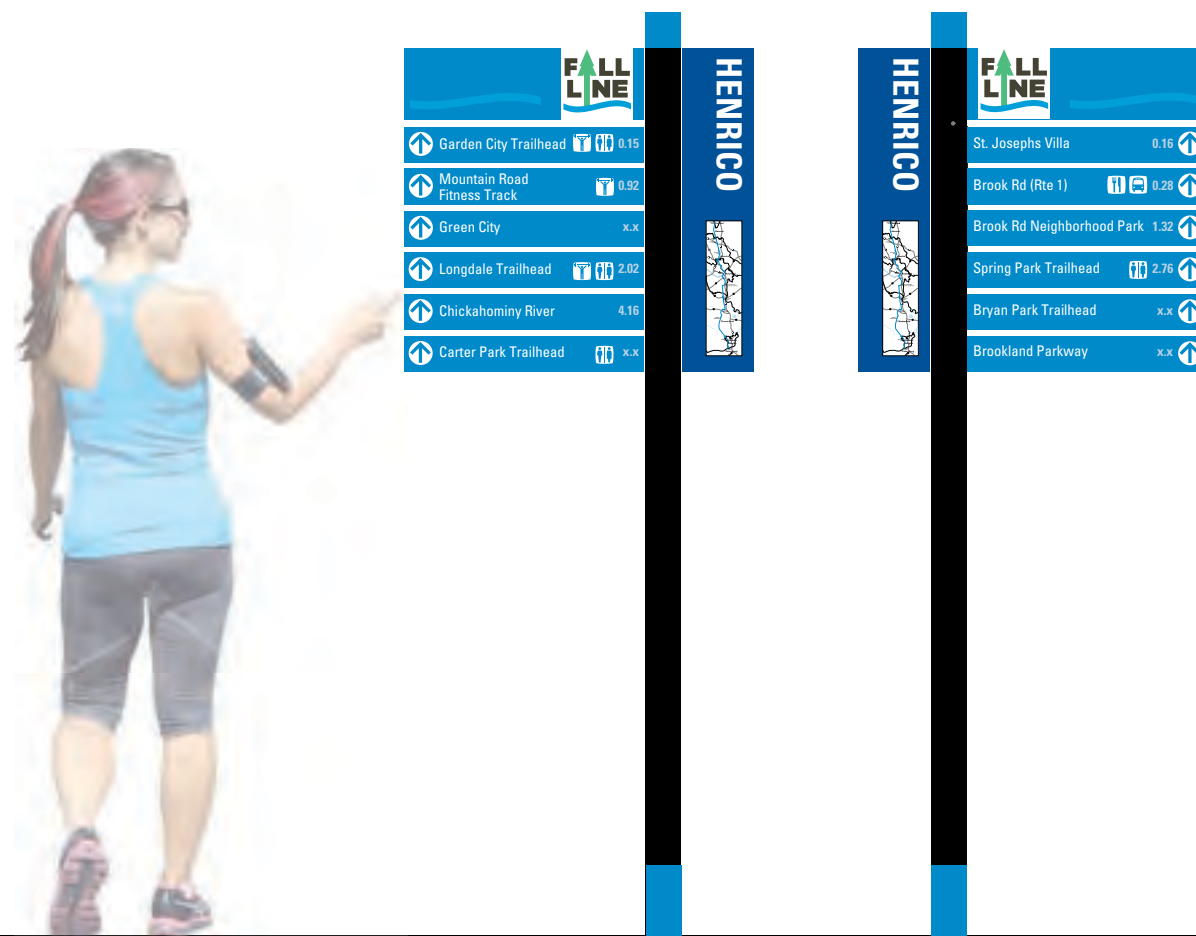 FALL
LINE
Garden City Trailhead 0.15
Mountain Road 0.92
Fitness Track
Green City x.x
Longdale Trailhead 2.02
Chickahominy River 4.16
Carter Park Trailhead x.x
HENRICO
HENRICO
FALL
LINE
St. Josephs Villa 0.16
Brook Rd (Rte 1) 0.28
Brook Rd Neighborhood Park 1.32
Spring Park Trailhead 2.76
Bryan Park Trailhead x.x
Brookland Parkway x.x